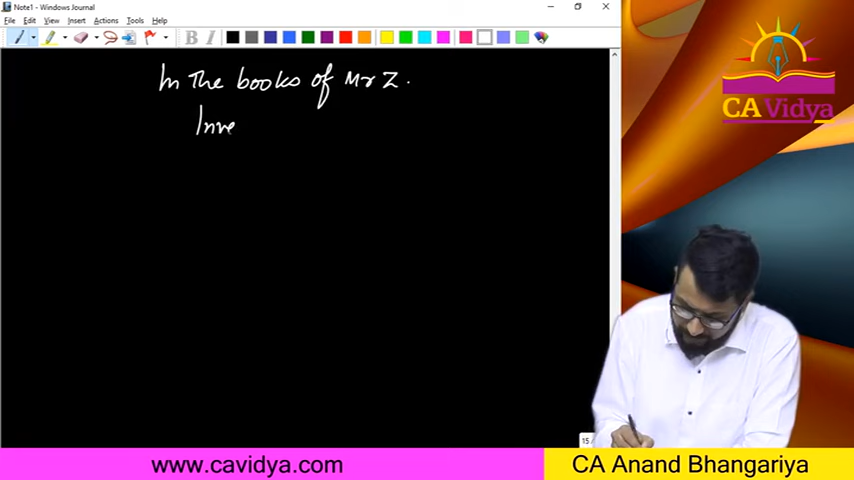 Note1 - Windows Journal
File Edit View Insert Actions Tools Help
In the books of Mr Z.
Inve
CA Vidya
15 /
www.cavidya.com
CA Anand Bhangariya